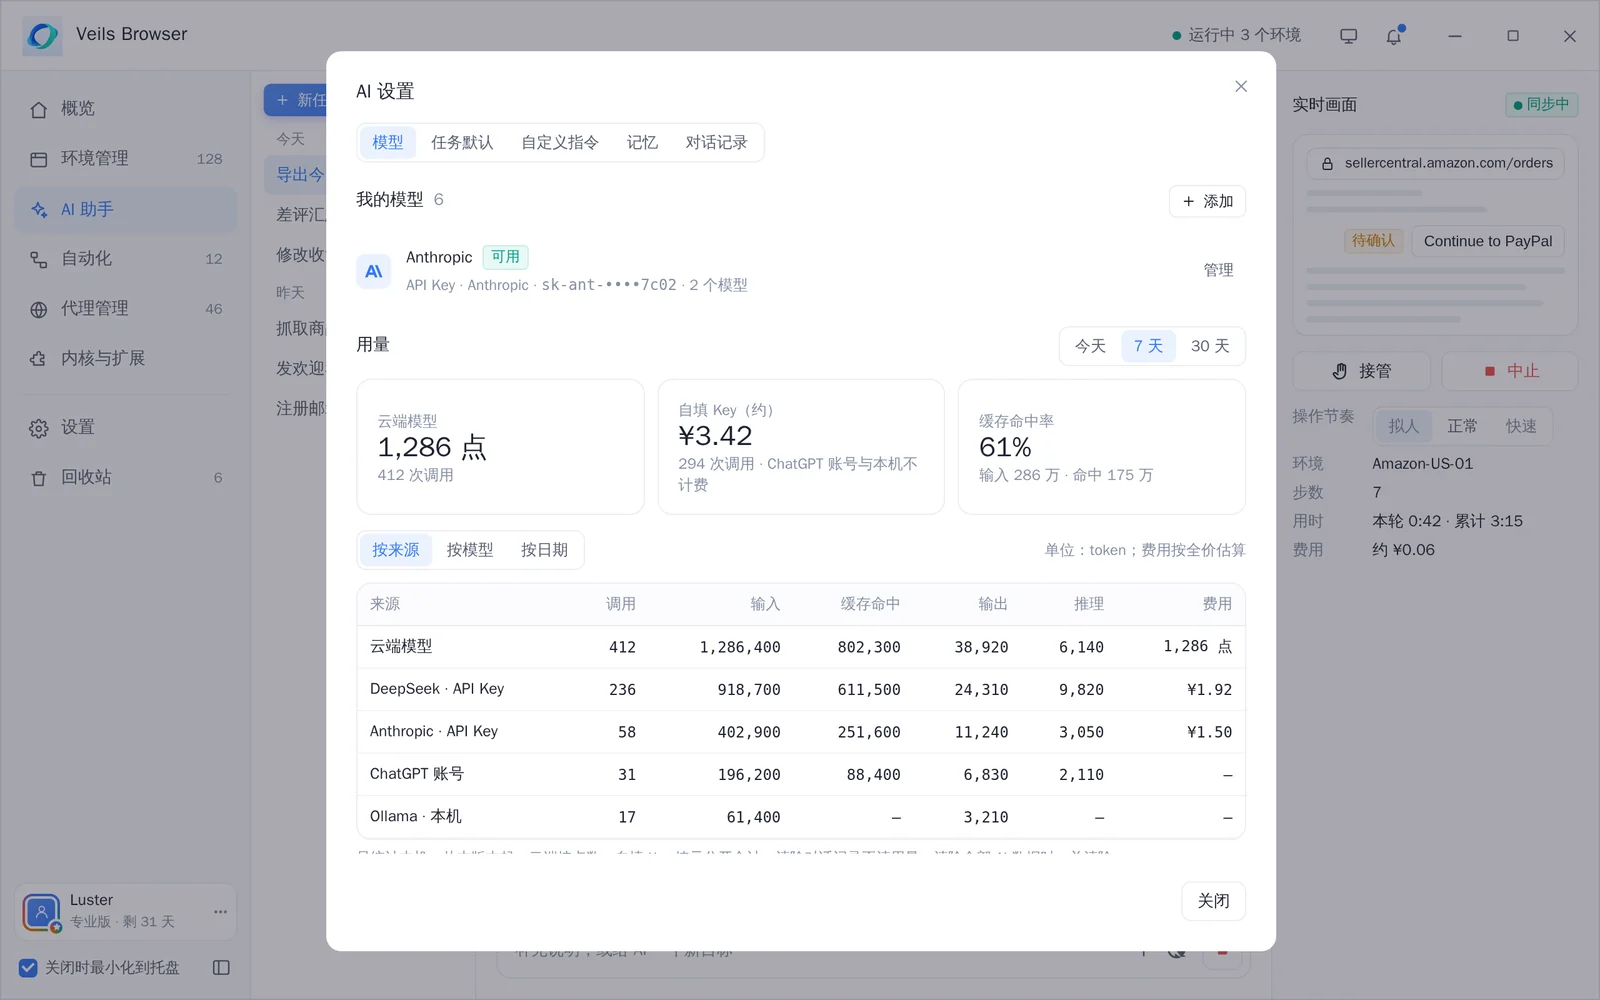 Veils Browser
运行中 3 个环境
概览
环境管理 128
AI 助手
自动化 12
代理管理 46
内核与扩展
设置
回收站 6
Luster
专业版 · 剩 31 天
关闭时最小化到托盘
+ 新任
今天
导出今
差评汇
修改收
昨天
抓取商
发欢迎
注册邮
AI 设置
模型 任务默认 自定义指令 记忆 对话记录
我的模型 6
+ 添加
Anthropic 可用
API Key · Anthropic · sk-ant-••••7c02 · 2 个模型
管理
用量
今天 7 天 30 天
云端模型
1,286 点
412 次调用
自填 Key（约）
¥3.42
294 次调用 · ChatGPT 账号与本机不
计费
缓存命中率
61%
输入 286 万 · 命中 175 万
按来源 按模型 按日期
单位：token；费用按全价估算
来源 调用 输入 缓存命中 输出 推理 费用
云端模型 412 1,286,400 802,300 38,920 6,140 1,286 点
DeepSeek · API Key 236 918,700 611,500 24,310 9,820 ¥1.92
Anthropic · API Key 58 402,900 251,600 11,240 3,050 ¥1.50
ChatGPT 账号 31 196,200 88,400 6,830 2,110 —
Ollama · 本机 17 61,400 — 3,210 — —
关闭
实时画面
同步中
sellercentral.amazon.com/orders
待确认 Continue to PayPal
接管
中止
操作节奏 拟人 正常 快速
环境 Amazon-US-01
步数 7
用时 本轮 0:42 · 累计 3:15
费用 约 ¥0.06